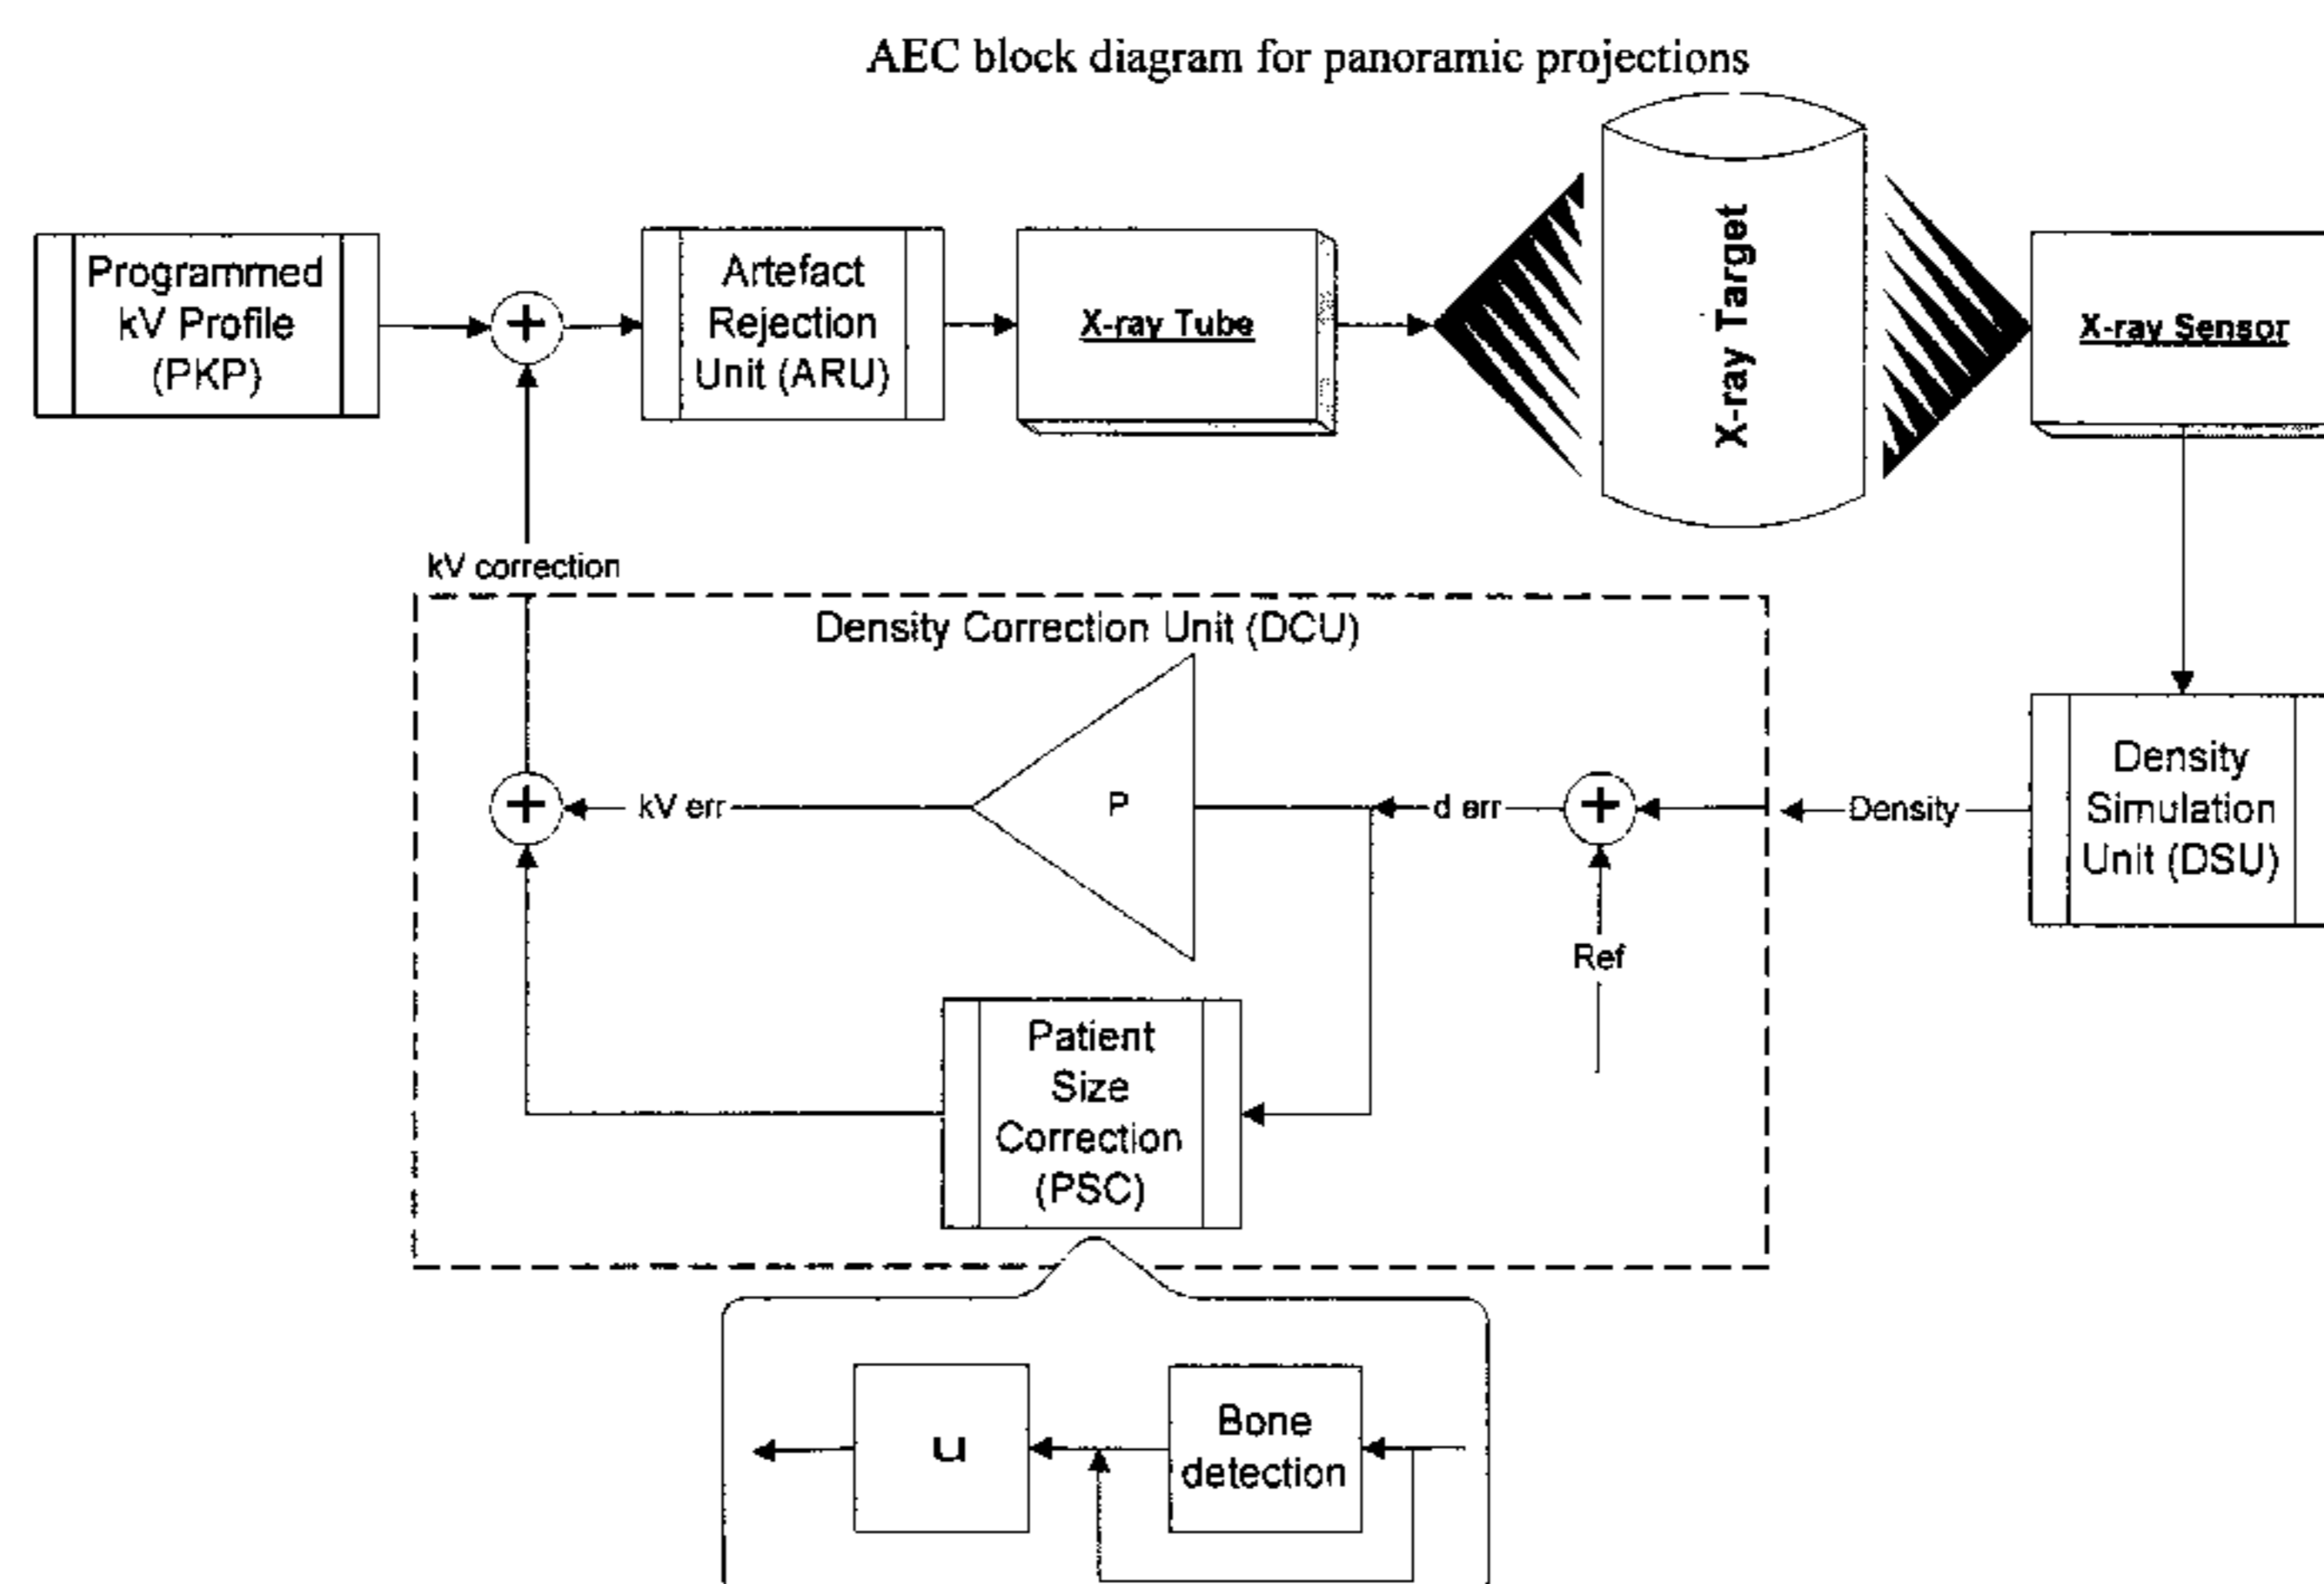 AEC block diagram for panoramic projections
Programmed
kV Profile
(PKP)
+
Artefact
Rejection
Unit (ARU)
X-ray Tube
X-ray Target
X-ray Sensor
kV correction
Density Correction Unit (DCU)
+
kV err
P
d err
+
Density
Density
Simulation
Unit (DSU)
Ref
Patient
Size
Correction
(PSC)
u
Bone
detection